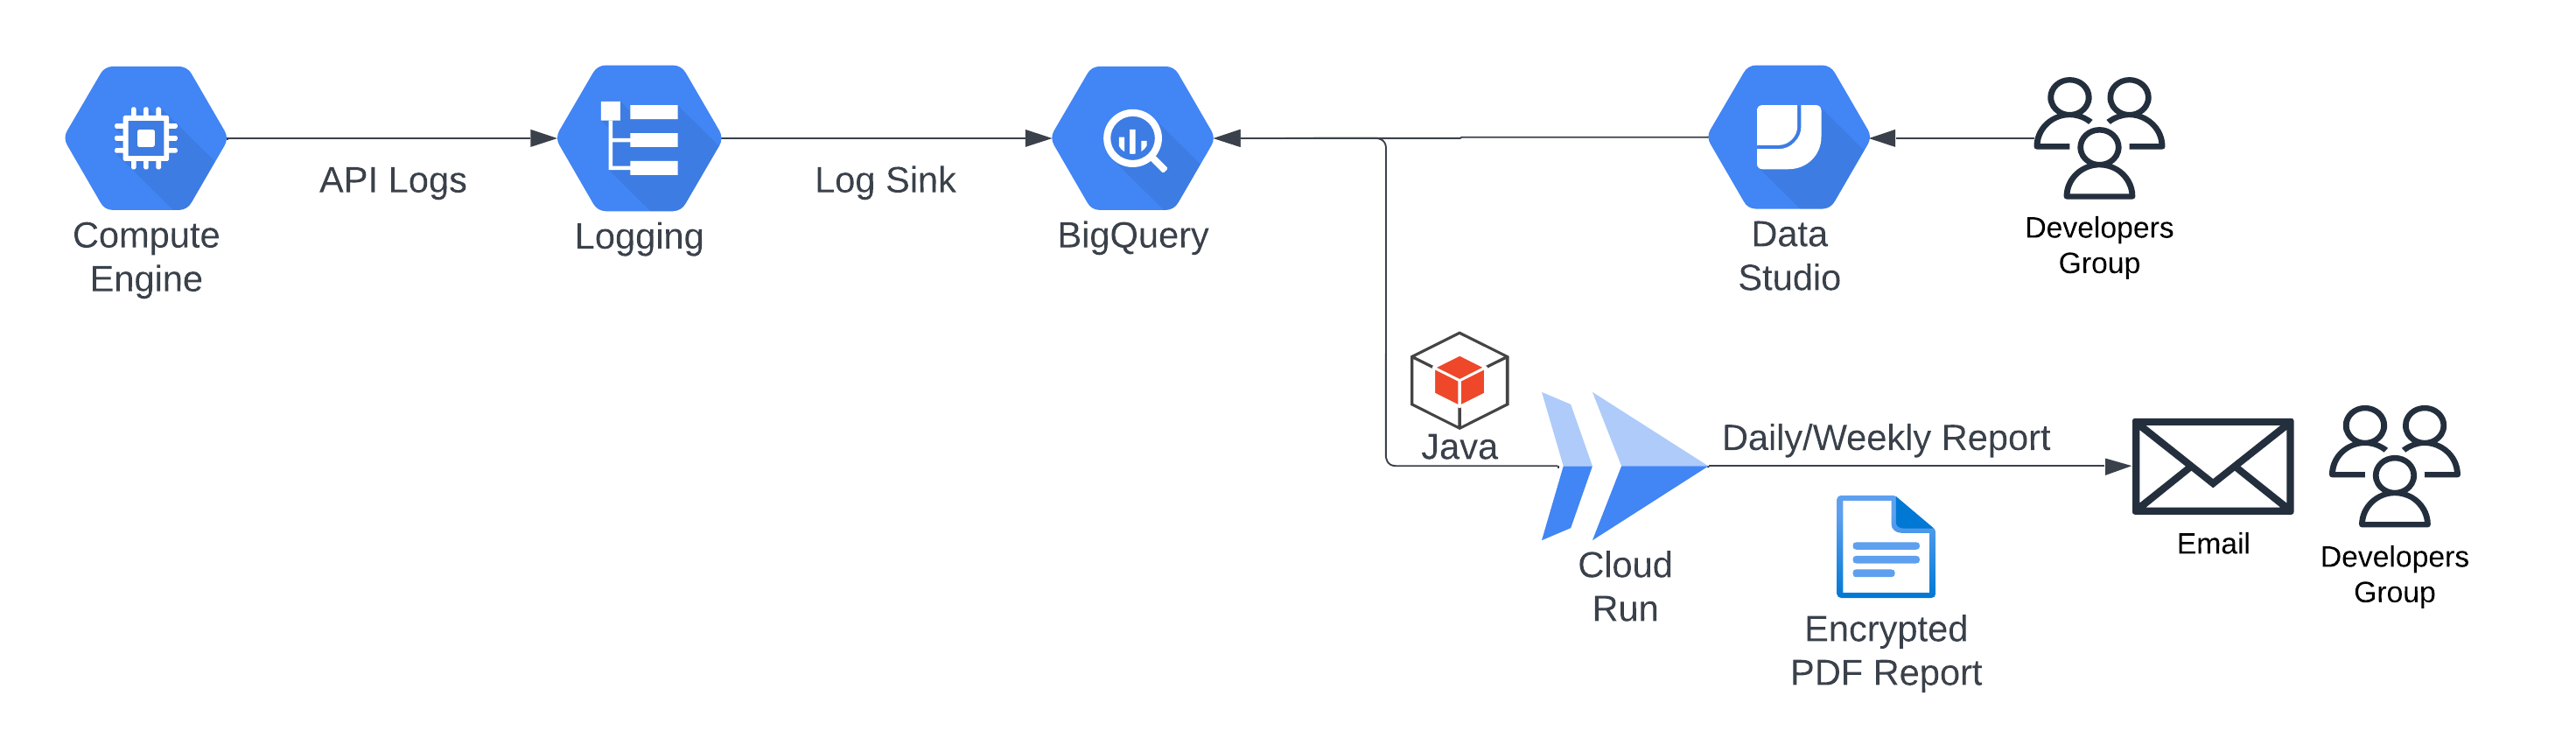 API Logs
Log Sink
Compute
Engine
Logging
BigQuery
Data
Studio
Developers
Group
Java
Daily/Weekly Report
Cloud
Run
Encrypted
PDF Report
Email
Developers
Group